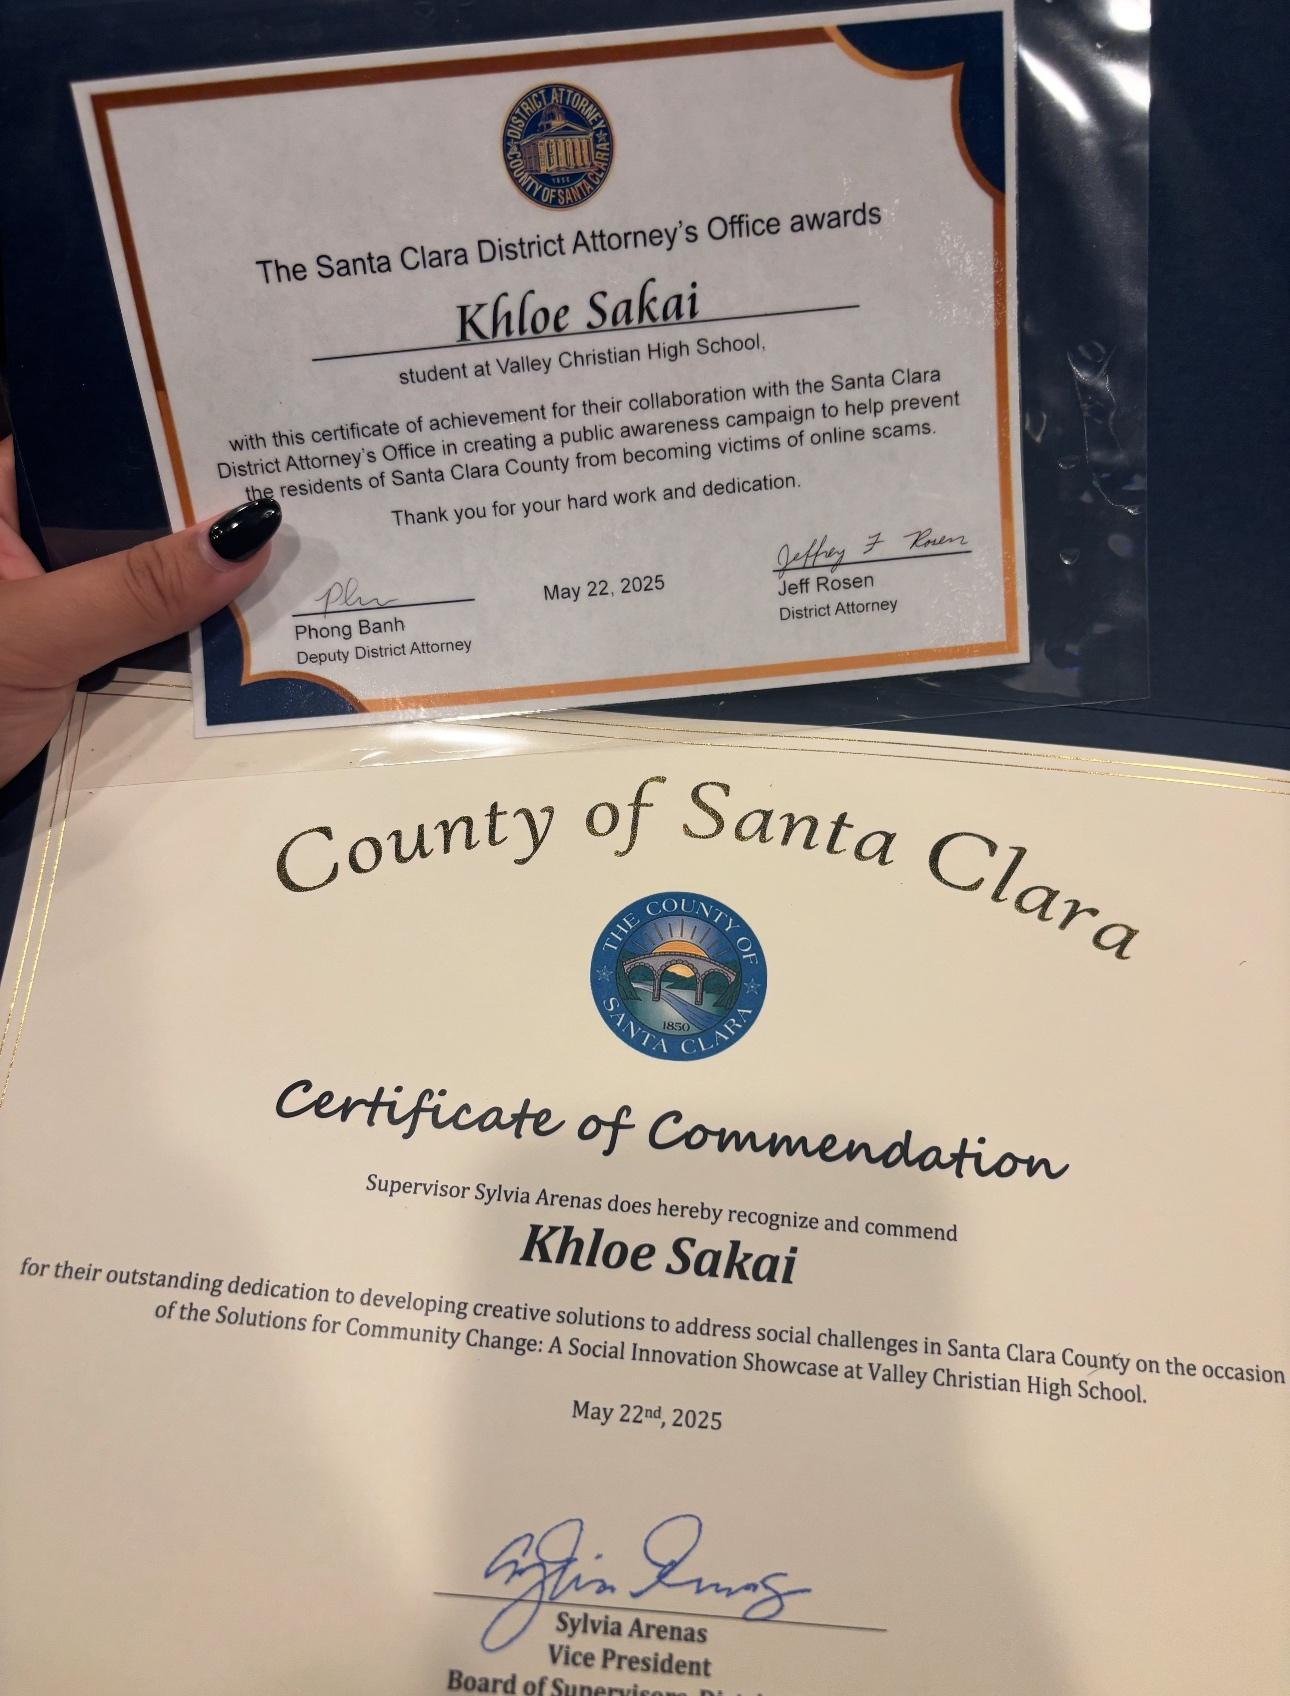 DISTRICT ATTORNEY
COUNTY OF SANTA CLARA
The Santa Clara District Attorney's Office awards
Khloe Sakai
student at Valley Christian High School,
with this certificate of achievement for their collaboration with the Santa Clara
District Attorney's Office in creating a public awareness campaign to help prevent
the residents of Santa Clara County from becoming victims of online scams.
Thank you for your hard work and dedication.
Jeffrey F Rosen
May 22, 2025
Phong Banh
Deputy District Attorney
Jeff Rosen
District Attorney
County of Santa Clara
THE COUNTY OF
SANTA CLARA
1850
Certificate of Commendation
Supervisor Sylvia Arenas does hereby recognize and commend
Khloe Sakai
for their outstanding dedication to developing creative solutions to address social challenges in Santa Clara County on the occasion
of the Solutions for Community Change: A Social Innovation Showcase at Valley Christian High School.
May 22nd, 2025
Sylvia Arenas
Sylvia Arenas
Vice President
Board of Supervisors